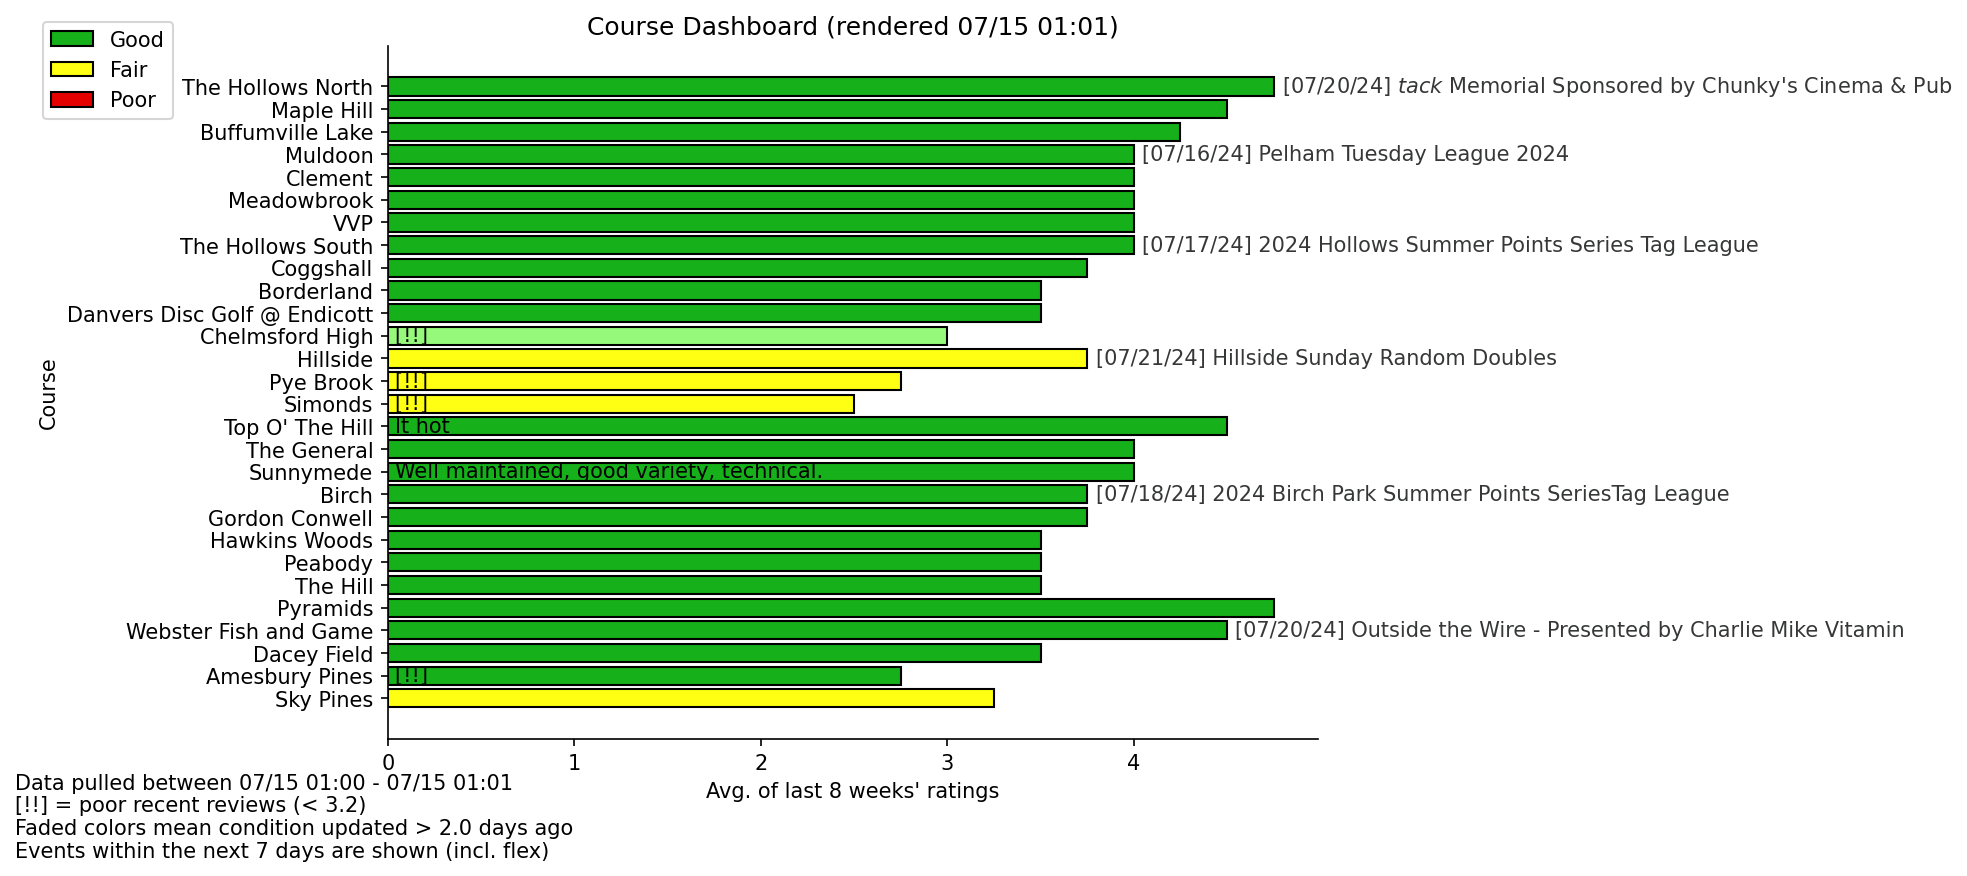 Course Dashboard (rendered 07/15 01:01)
Good
Fair
Poor
The Hollows North [07/20/24] tack Memorial Sponsored by Chunky's Cinema & Pub
Maple Hill
Buffumville Lake
Muldoon [07/16/24] Pelham Tuesday League 2024
Clement
Meadowbrook
VVP
The Hollows South [07/17/24] 2024 Hollows Summer Points Series Tag League
Coggshall
Borderland
Danvers Disc Golf @ Endicott
Chelmsford High [!!]
Hillside [07/21/24] Hillside Sunday Random Doubles
Pye Brook [!!]
Simonds [!!]
Top O' The Hill It hot
The General
Sunnymede Well maintained, good variety, technical.
Birch [07/18/24] 2024 Birch Park Summer Points SeriesTag League
Gordon Conwell
Hawkins Woods
Peabody
The Hill
Pyramids
Webster Fish and Game [07/20/24] Outside the Wire - Presented by Charlie Mike Vitamin
Dacey Field
Amesbury Pines [!!]
Sky Pines
Course
0 1 2 3 4
Avg. of last 8 weeks' ratings
Data pulled between 07/15 01:00 - 07/15 01:01
[!!] = poor recent reviews (< 3.2)
Faded colors mean condition updated > 2.0 days ago
Events within the next 7 days are shown (incl. flex)